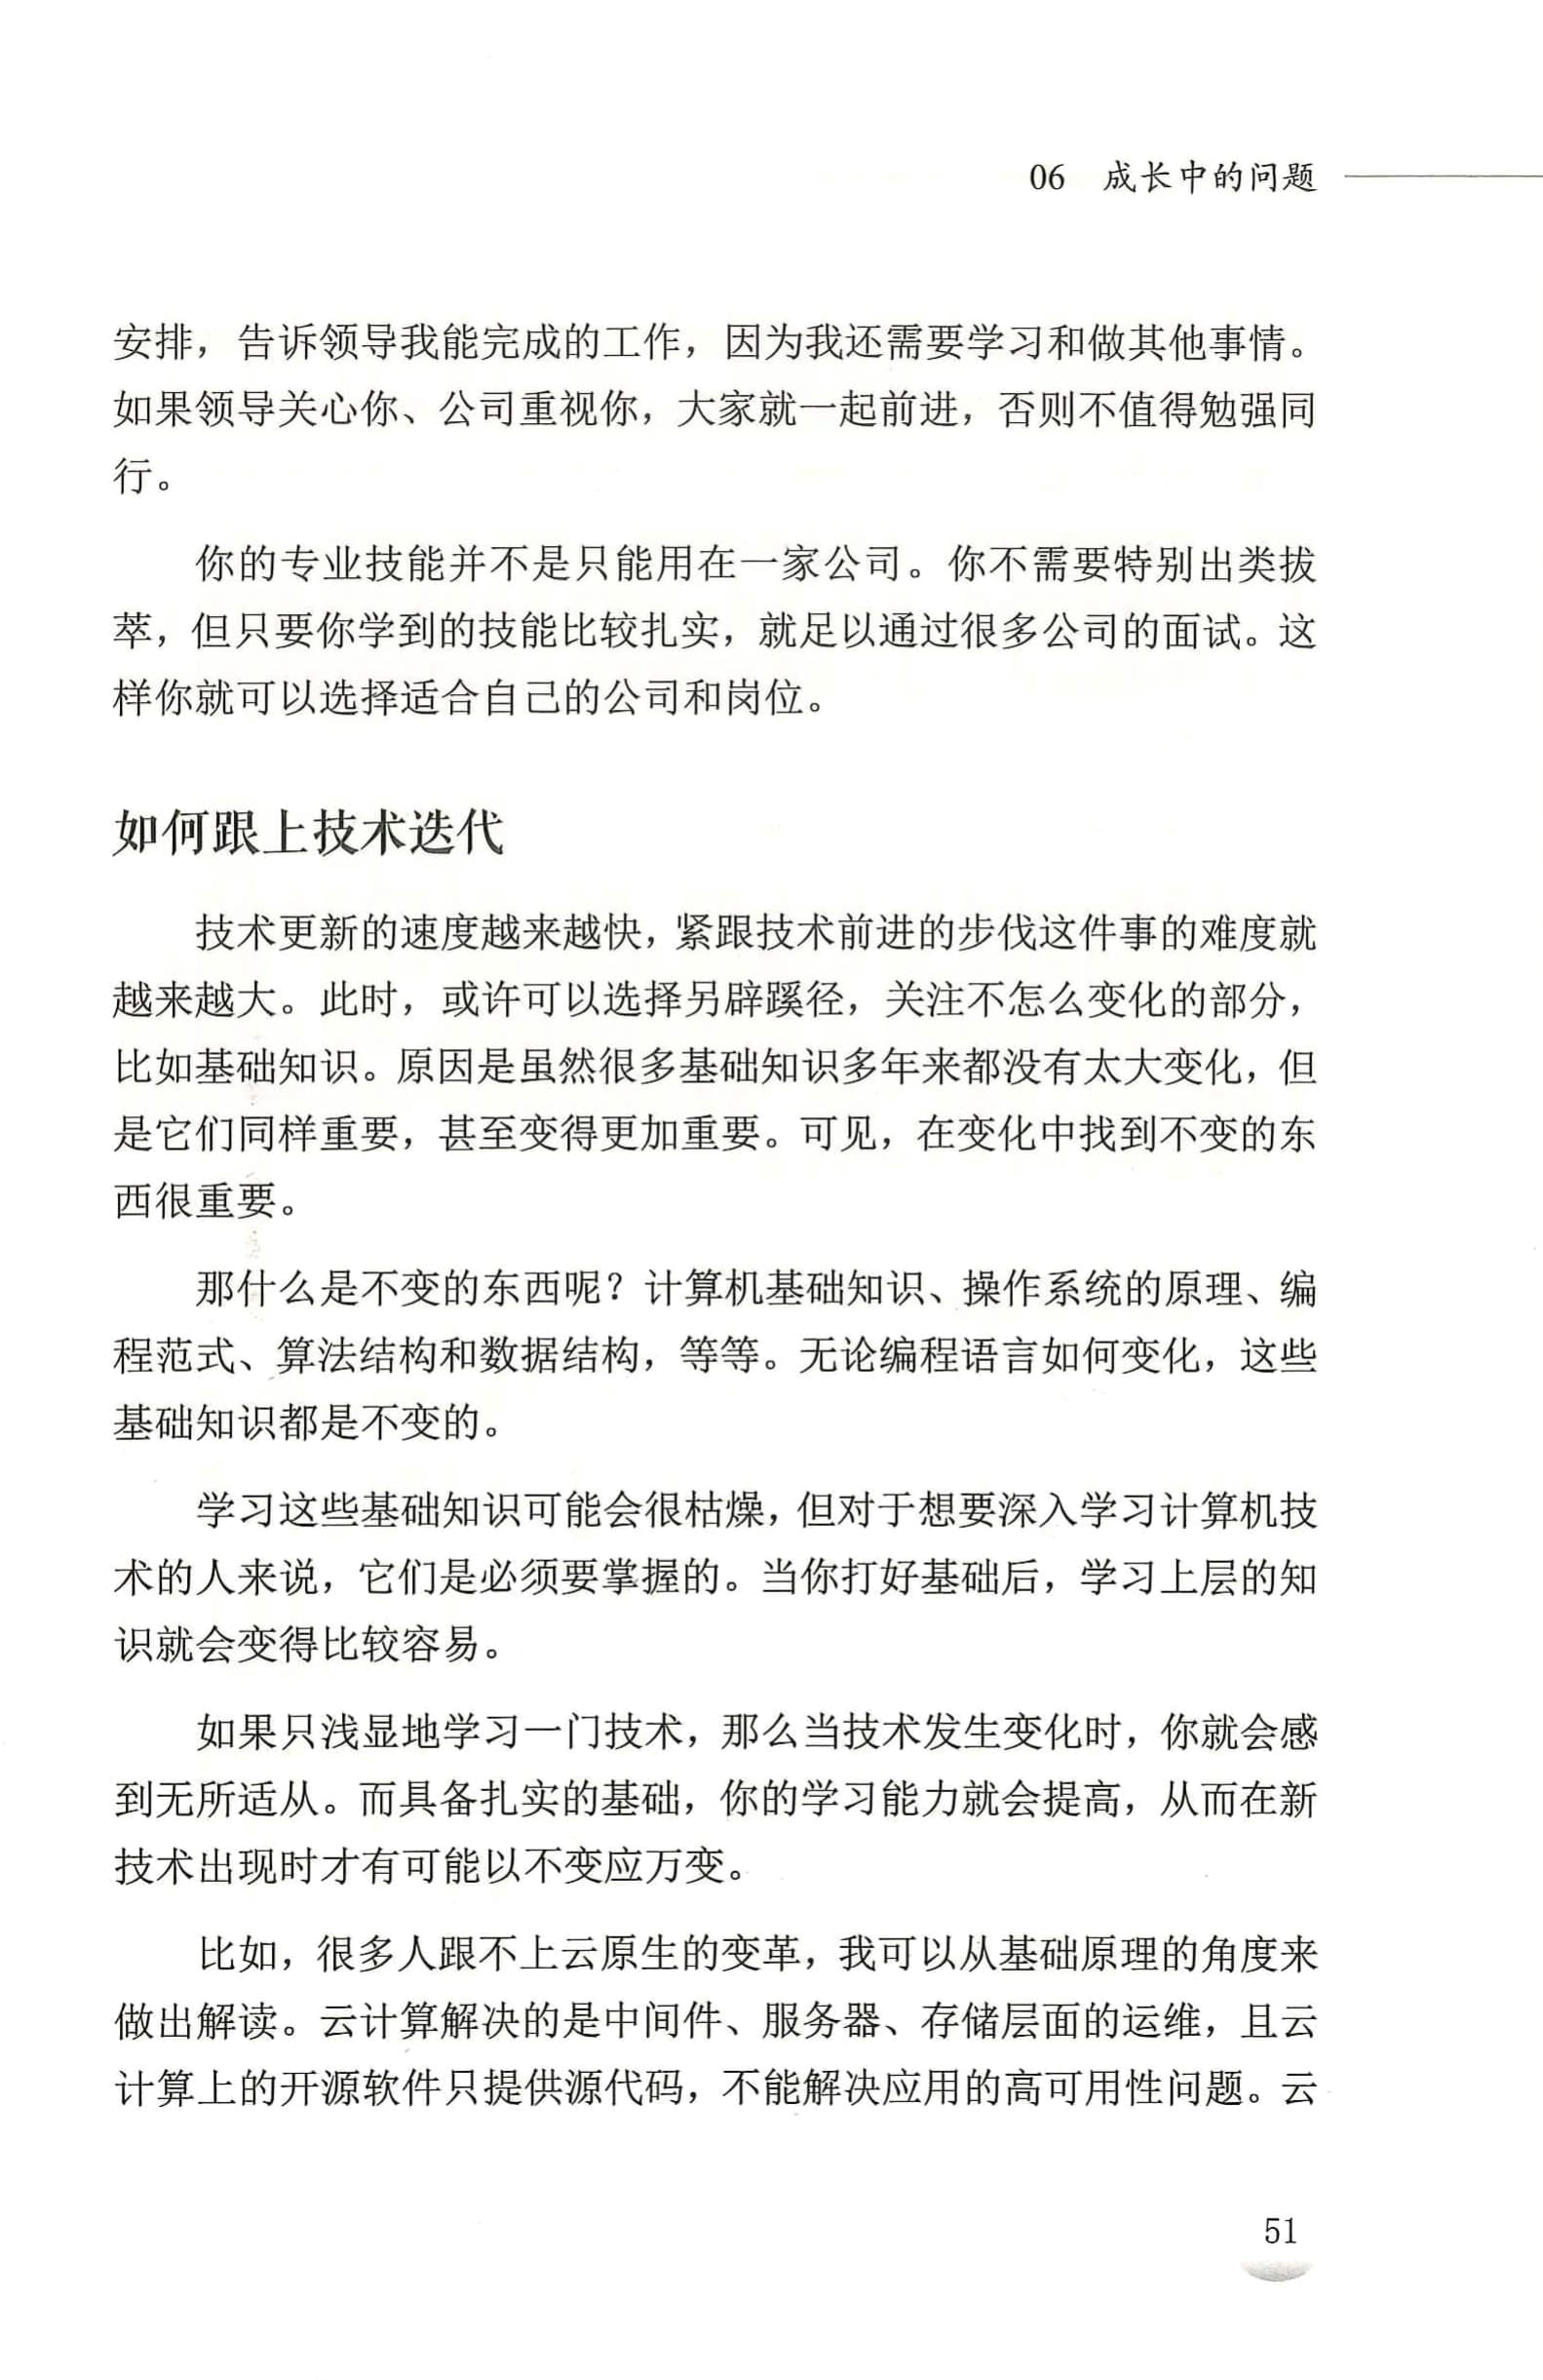 06 成长中的问题
安排，告诉领导我能完成的工作，因为我还需要学习和做其他事情。
如果领导关心你、公司重视你，大家就一起前进，否则不值得勉强同
行。
你的专业技能并不是只能用在一家公司。你不需要特别出类拔
萃，但只要你学到的技能比较扎实，就足以通过很多公司的面试。这
样你就可以选择适合自己的公司和岗位。
如何跟上技术迭代
技术更新的速度越来越快，紧跟技术前进的步伐这件事的难度就
越来越大。此时，或许可以选择另辟蹊径，关注不怎么变化的部分，
比如基础知识。原因是虽然很多基础知识多年来都没有太大变化，但
是它们同样重要，甚至变得更加重要。可见，在变化中找到不变的东
西很重要。
那什么是不变的东西呢？计算机基础知识、操作系统的原理、编
程范式、算法结构和数据结构，等等。无论编程语言如何变化，这些
基础知识都是不变的。
学习这些基础知识可能会很枯燥，但对于想要深入学习计算机技
术的人来说，它们是必须要掌握的。当你打好基础后，学习上层的知
识就会变得比较容易。
如果只浅显地学习一门技术，那么当技术发生变化时，你就会感
到无所适从。而具备扎实的基础，你的学习能力就会提高，从而在新
技术出现时才有可能以不变应万变。
比如，很多人跟不上云原生的变革，我可以从基础原理的角度来
做出解读。云计算解决的是中间件、服务器、存储层面的运维，且云
计算上的开源软件只提供源代码，不能解决应用的高可用性问题。云
51